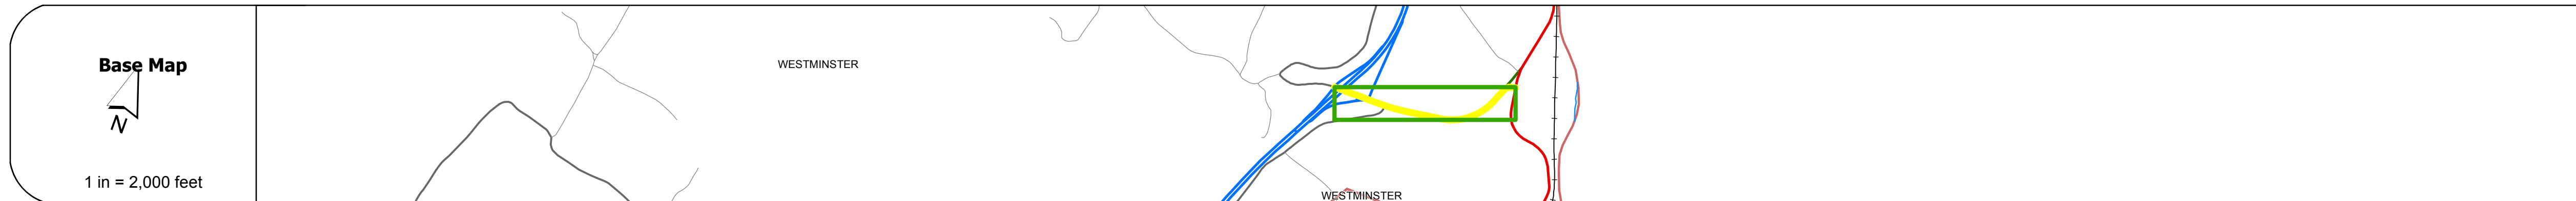 Base Map
N
1 in = 2,000 feet
WESTMINSTER
WESTMINSTER